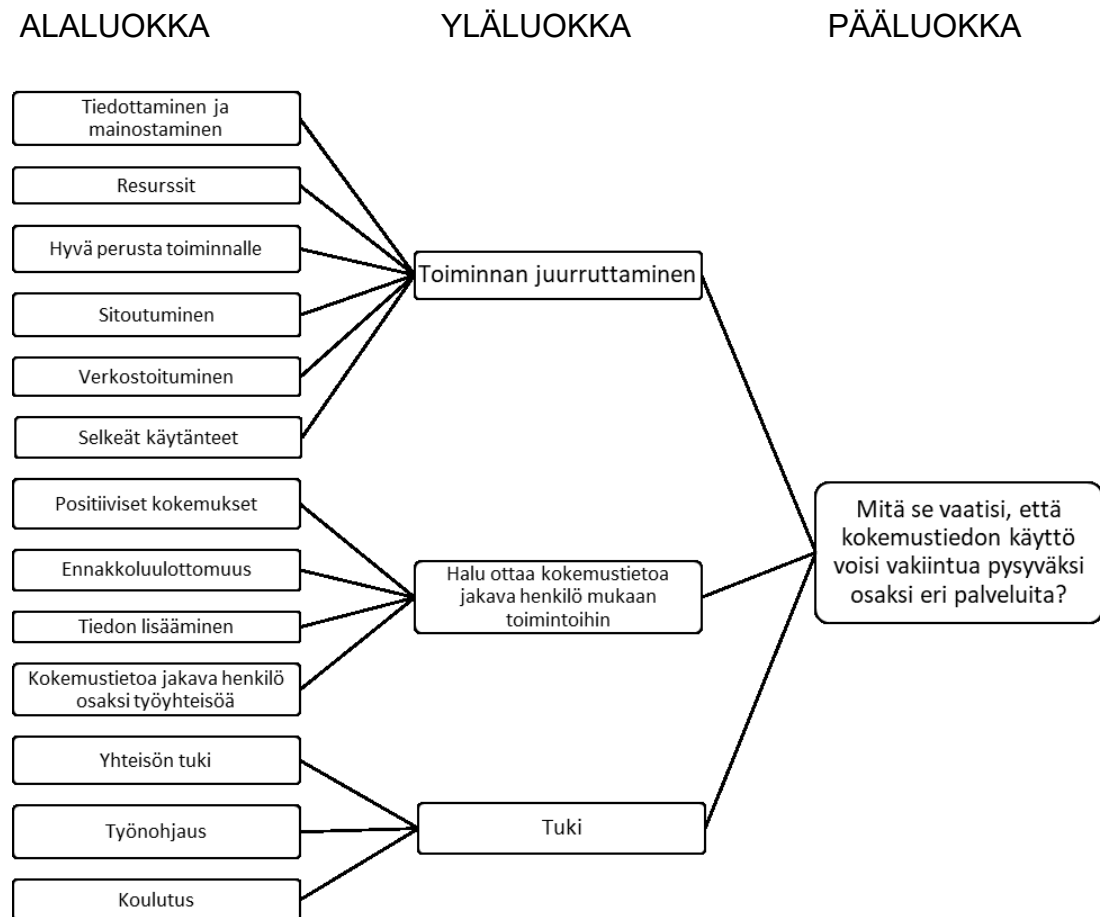 ALALUOKKA
YLÄLUOKKA
PÄÄLUOKKA
Tiedottaminen ja
mainostaminen
Resurssit
Hyvä perusta toiminnalle
Sitoutuminen
Verkostoituminen
Selkeät käytänteet
Positiiviset kokemukset
Ennakkoluulottomuus
Tiedon lisääminen
Kokemustietoa jakava henkilö
osaksi työyhteisöä
Yhteisön tuki
Työnohjaus
Koulutus
Toiminnan juurruttaminen
Halu ottaa kokemustietoa
jakava henkilö mukaan
toimintoihin
Tuki
Mitä se vaatisi, että
kokemustiedon käyttö
voisi vakiintua pysyväksi
osaksi eri palveluita?